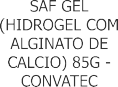 SAF GEL
(HIDROGEL COM
ALGINATO DE
CALCIO) 85G -
CONVATEC